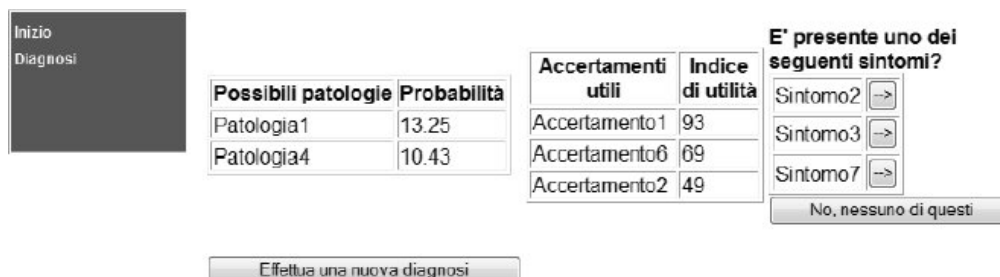 Inizio
Diagnosi
Possibili patologie Probabilità
Patologia1 13.25
Patologia4 10.43
Accertamenti utili Indice di utilità
Accertamento1 93
Accertamento6 69
Accertamento2 49
E' presente uno dei
seguenti sintomi?
Sintomo2 -->
Sintomo3 -->
Sintomo7 -->
No, nessuno di questi
Effettua una nuova diagnosi